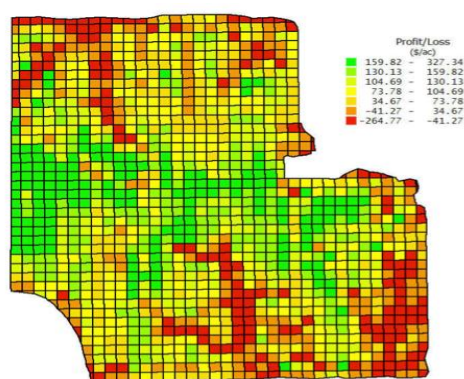 Profit/Loss
($/ac)
159.82 - 327.34
130.13 - 159.82
104.69 - 130.13
73.78 - 104.69
34.67 - 73.78
-41.27 - 34.67
-264.77 - -41.27